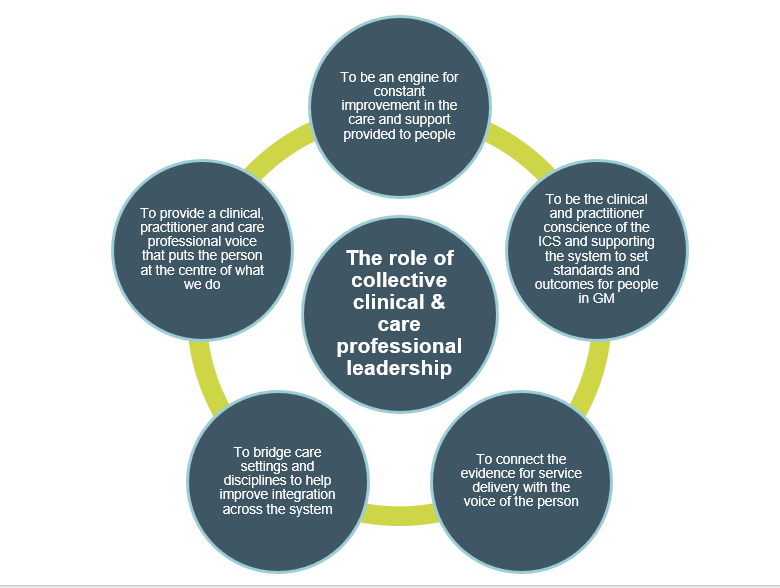 To be an engine for
constant
improvement in the
care and support
provided to people
To be the clinical
and practitioner
conscience of the
ICS and supporting
the system to set
standards and
outcomes for people
in GM
To connect the
evidence for service
delivery with the
voice of the person
To bridge care
settings and
disciplines to help
improve integration
across the system
To provide a clinical,
practitioner and care
professional voice
that puts the person
at the centre of what
we do
The role of
collective
clinical &
care
professional
leadership